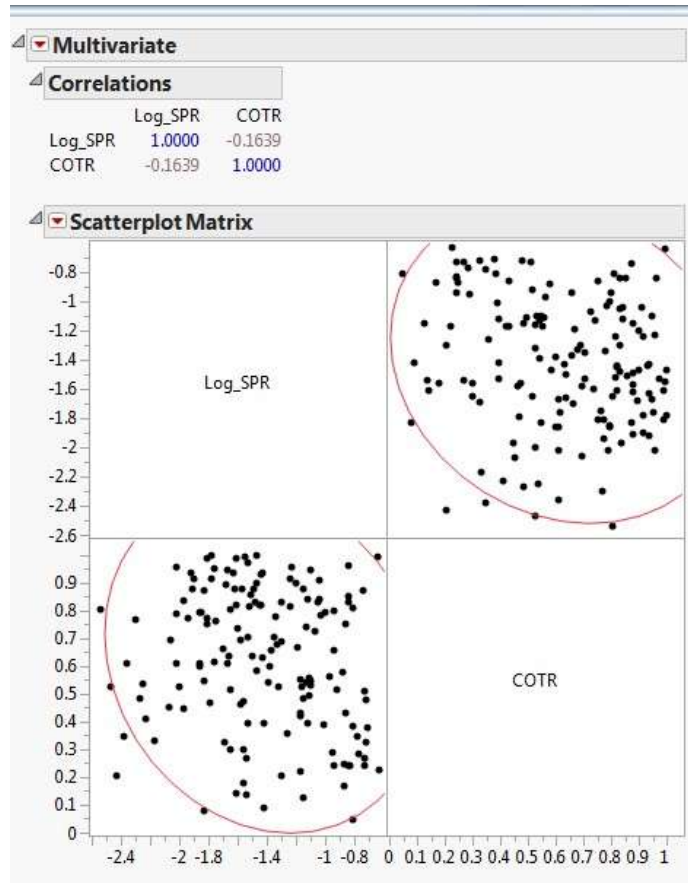 Multivariate
Correlations
Log_SPR COTR
Log_SPR 1.0000 -0.1639
COTR -0.1639 1.0000
Scatterplot Matrix
-0.8
-1
-1.2
-1.4
-1.6
-1.8
-2
-2.2
-2.4
-2.6
Log_SPR
0.9
0.8
0.7
0.6
0.5
0.4
0.3
0.2
0.1
0
COTR
-2.4 -2 -1.8 -1.4 -1 -0.8 0 0.1 0.2 0.3 0.4 0.5 0.6 0.7 0.8 0.9 1